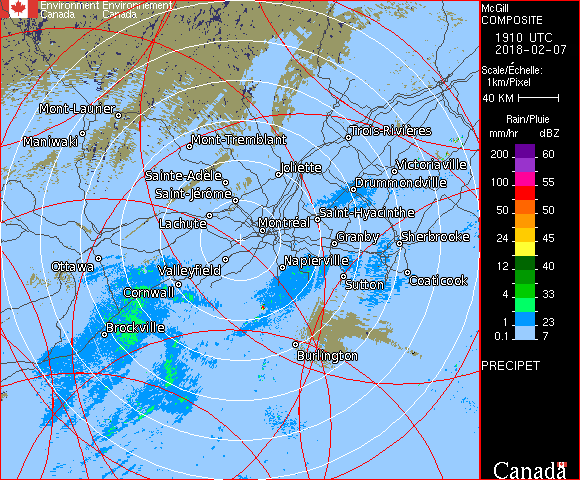 Environment Environnement
Canada Canada
McGill
COMPOSITE
1910 UTC
2018-02-07
Scale/Échelle:
1km/Pixel
40 KM
Rain/Pluie
mm/hr dBZ
200 60
100 55
50 50
24 45
12 40
4 33
1 23
0.1 7
PRECIPET
Canada
Mont-Laurier
Maniwaki
Mont-Tremblant
Trois-Rivières
Sainte-Adèle
Joliette
Victoriaville
Saint-Jérôme
Drummondville
Lachute
Montréal
Saint-Hyacinthe
Granby
Sherbrooke
Ottawa
Valleyfield
Napierville
Sutton
Coaticook
Cornwall
Brockville
Burlington